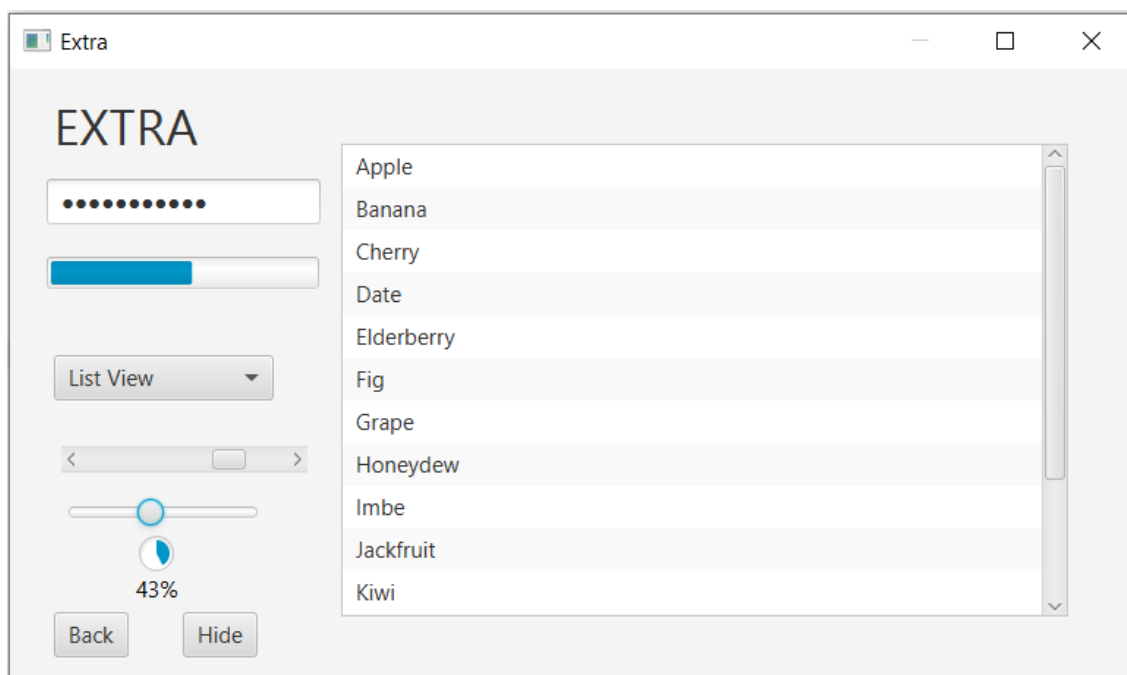 Extra
EXTRA
●●●●●●●●●●●
List View
43%
Back
Hide
Apple
Banana
Cherry
Date
Elderberry
Fig
Grape
Honeydew
Imbe
Jackfruit
Kiwi